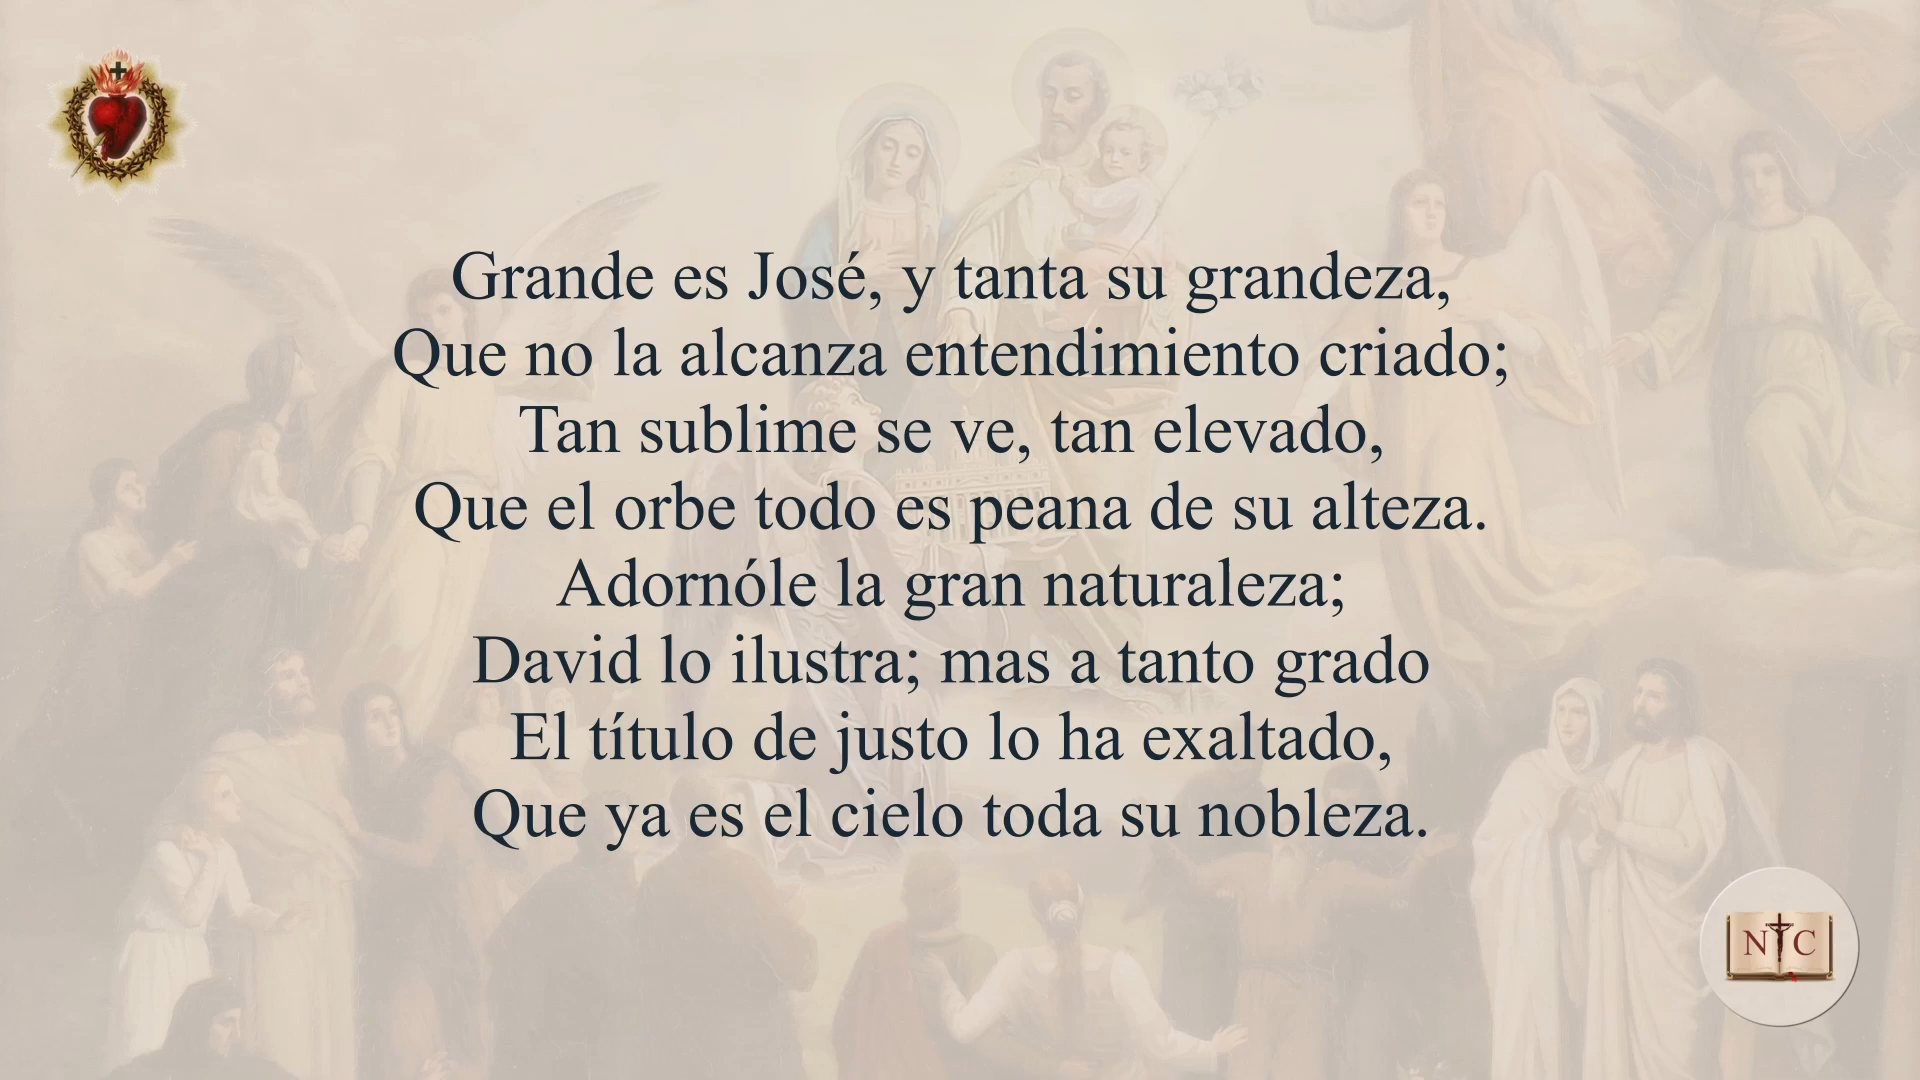 Grande es José, y tanta su grandeza,
Que no la alcanza entendimiento criado;
Tan sublime se ve, tan elevado,
Que el orbe todo es peana de su alteza.
Adornóle la gran naturaleza;
David lo ilustra; mas a tanto grado
El título de justo lo ha exaltado,
Que ya es el cielo toda su nobleza.
N C